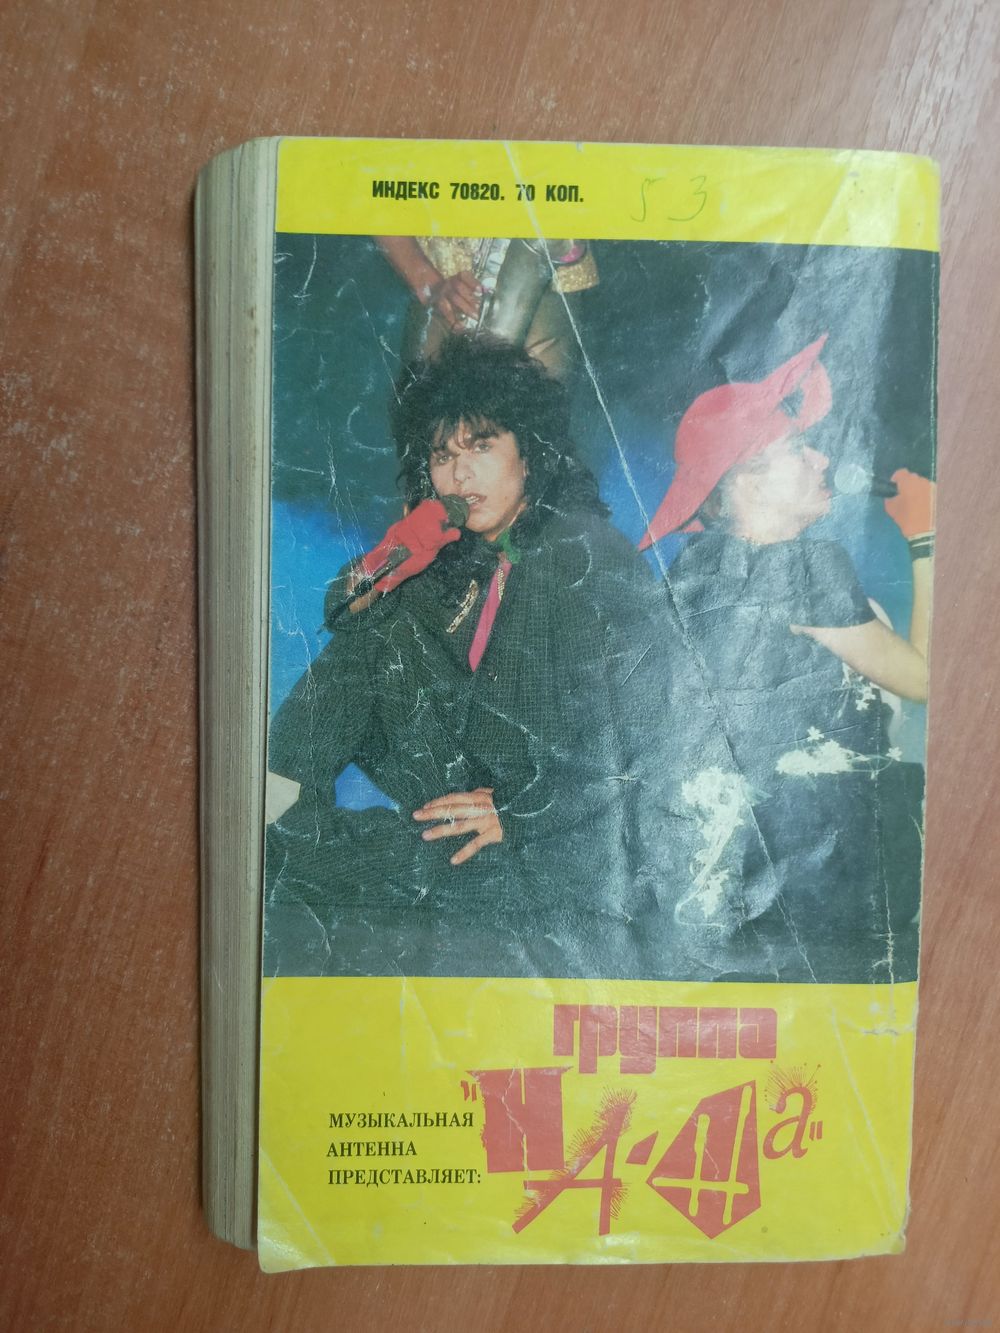 ИНДЕКС 70820. 70 КОП.
53
группа
"НА-На"
МУЗЫКАЛЬНАЯ
АНТЕННА
ПРЕДСТАВЛЯЕТ: